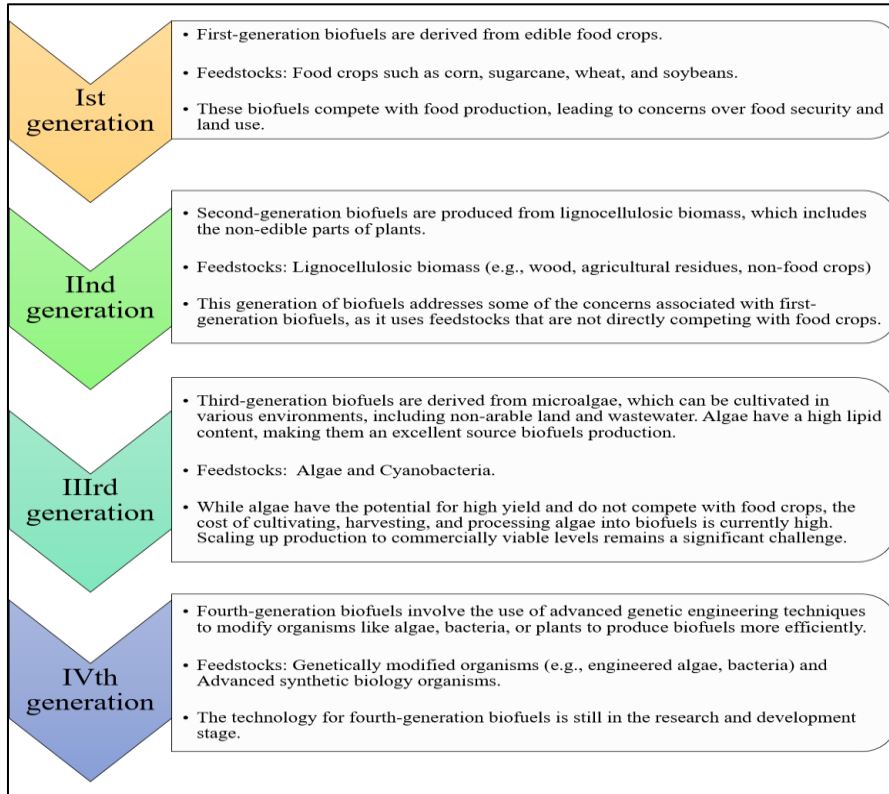 Ist
generation
• First-generation biofuels are derived from edible food crops.
• Feedstocks: Food crops such as corn, sugarcane, wheat, and soybeans.
• These biofuels compete with food production, leading to concerns over food security and
land use.
IInd
generation
• Second-generation biofuels are produced from lignocellulosic biomass, which includes
the non-edible parts of plants.
• Feedstocks: Lignocellulosic biomass (e.g., wood, agricultural residues, non-food crops)
• This generation of biofuels addresses some of the concerns associated with first-
generation biofuels, as it uses feedstocks that are not directly competing with food crops.
IIIrd
generation
• Third-generation biofuels are derived from microalgae, which can be cultivated in
various environments, including non-arable land and wastewater. Algae have a high lipid
content, making them an excellent source biofuels production.
• Feedstocks: Algae and Cyanobacteria.
• While algae have the potential for high yield and do not compete with food crops, the
cost of cultivating, harvesting, and processing algae into biofuels is currently high.
Scaling up production to commercially viable levels remains a significant challenge.
IVth
generation
• Fourth-generation biofuels involve the use of advanced genetic engineering techniques
to modify organisms like algae, bacteria, or plants to produce biofuels more efficiently.
• Feedstocks: Genetically modified organisms (e.g., engineered algae, bacteria) and
Advanced synthetic biology organisms.
• The technology for fourth-generation biofuels is still in the research and development
stage.